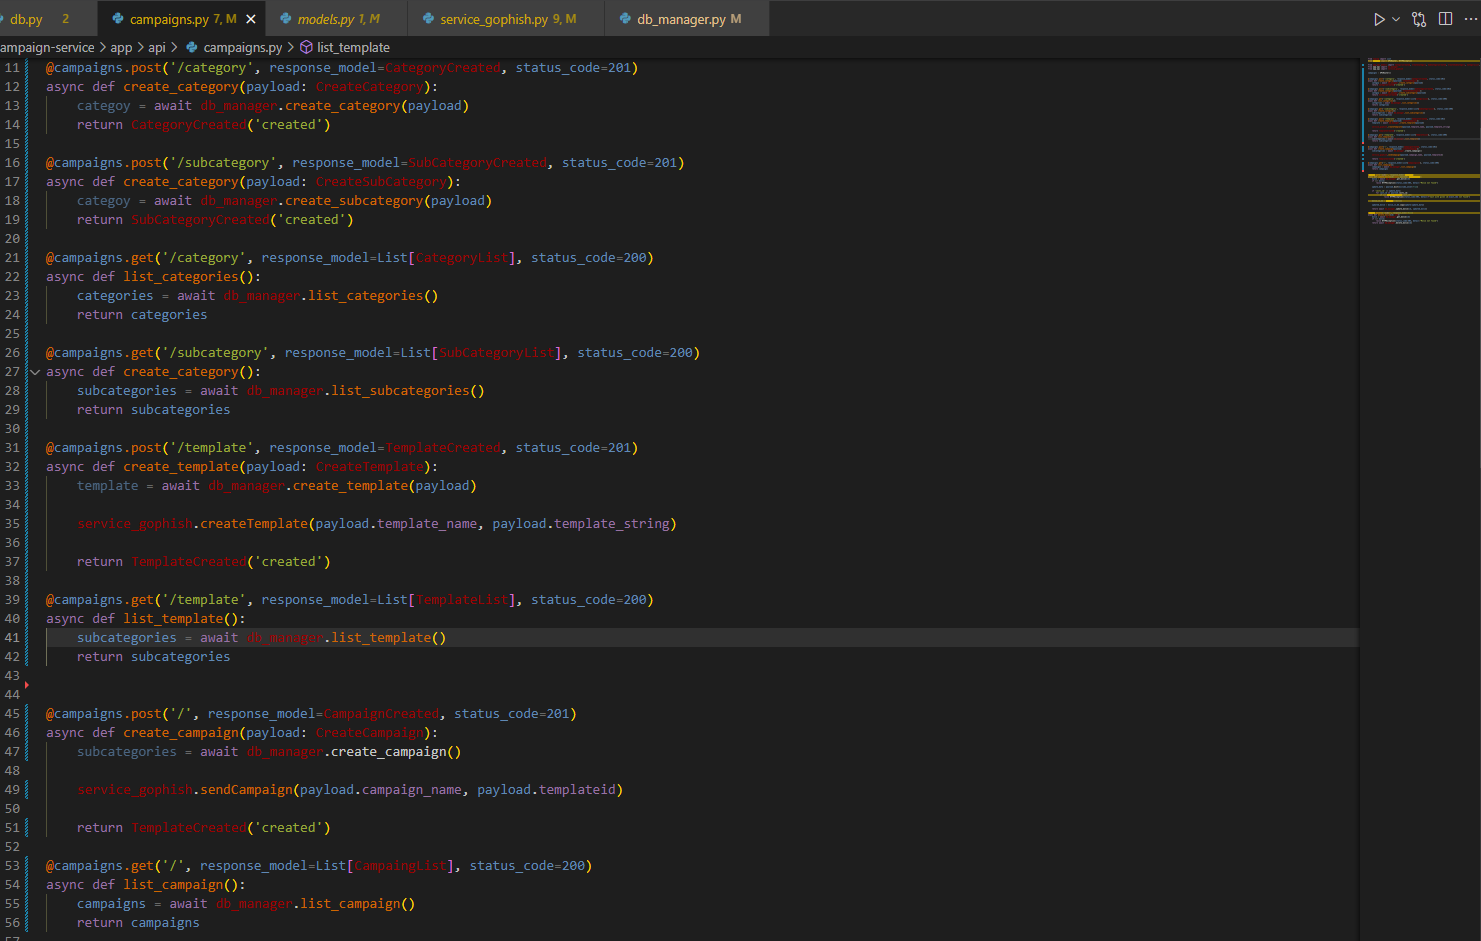 db.py 2 campaigns.py 7, M models.py 1, M service_gophish.py 9, M db_manager.py M
ampaign-service > app > api > campaigns.py > list_template
11 @campaigns.post('/category', response_model=CategoryCreated, status_code=201)
12 async def create_category(payload: CreateCategory):
13 categoy = await db_manager.create_category(payload)
14 return CategoryCreated('created')
15
16 @campaigns.post('/subcategory', response_model=SubCategoryCreated, status_code=201)
17 async def create_category(payload: CreateSubCategory):
18 categoy = await db_manager.create_subcategory(payload)
19 return SubCategoryCreated('created')
20
21 @campaigns.get('/category', response_model=List[CategoryList], status_code=200)
22 async def list_categories():
23 categories = await db_manager.list_categories()
24 return categories
25
26 @campaigns.get('/subcategory', response_model=List[SubCategoryList], status_code=200)
27 async def create_category():
28 subcategories = await db_manager.list_subcategories()
29 return subcategories
30
31 @campaigns.post('/template', response_model=TemplateCreated, status_code=201)
32 async def create_template(payload: CreateTemplate):
33 template = await db_manager.create_template(payload)
34
35 service_gophish.createTemplate(payload.template_name, payload.template_string)
36
37 return TemplateCreated('created')
38
39 @campaigns.get('/template', response_model=List[TemplateList], status_code=200)
40 async def list_template():
41 subcategories = await db_manager.list_template()
42 return subcategories
43
44
45 @campaigns.post('/', response_model=CampaignCreated, status_code=201)
46 async def create_campaign(payload: CreateCampaign):
47 subcategories = await db_manager.create_campaign()
48
49 service_gophish.sendCampaign(payload.campaign_name, payload.templateid)
50
51 return TemplateCreated('created')
52
53 @campaigns.get('/', response_model=List[CampaingList], status_code=200)
54 async def list_campaign():
55 campaigns = await db_manager.list_campaign()
56 return campaigns